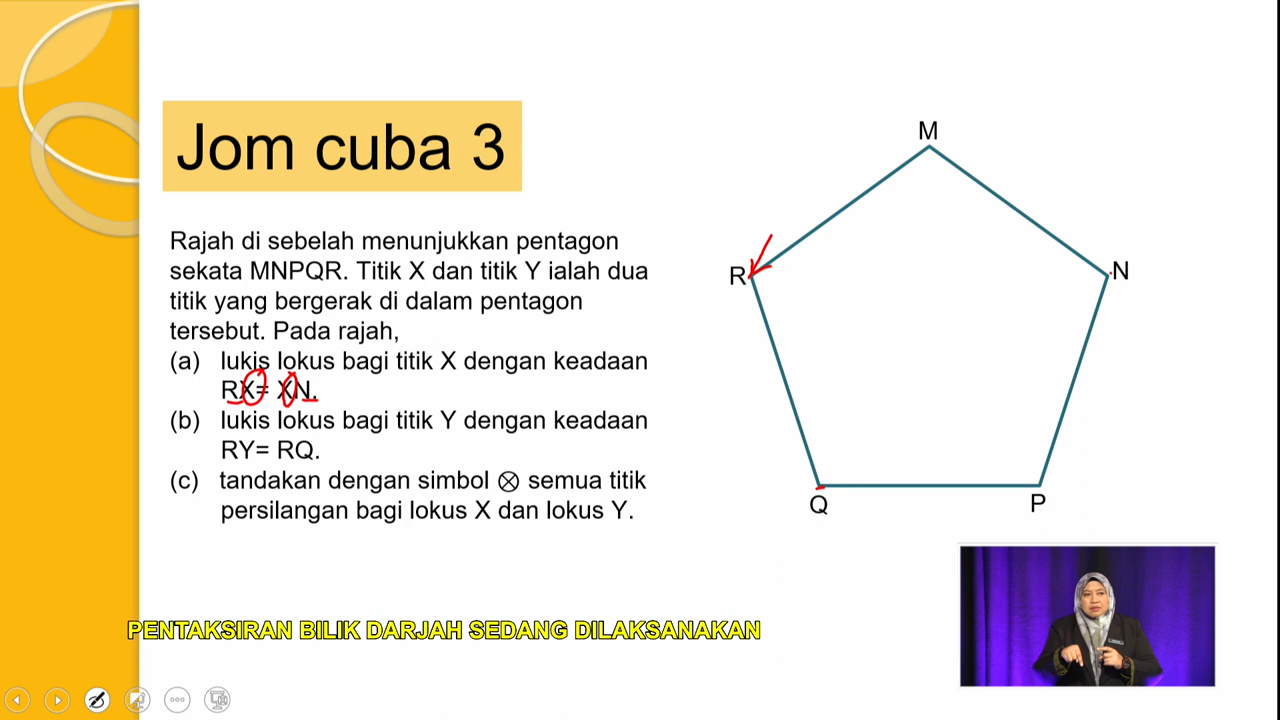 Jom cuba 3
Rajah di sebelah menunjukkan pentagon
sekata MNPQR. Titik X dan titik Y ialah dua
titik yang bergerak di dalam pentagon
tersebut. Pada rajah,
(a) lukis lokus bagi titik X dengan keadaan
RX= XN.
(b) lukis lokus bagi titik Y dengan keadaan
RY= RQ.
(c) tandakan dengan simbol ⊗ semua titik
persilangan bagi lokus X dan lokus Y.
M
R
N
Q
P
PENTAKSIRAN BILIK DARJAH SEDANG DILAKSANAKAN